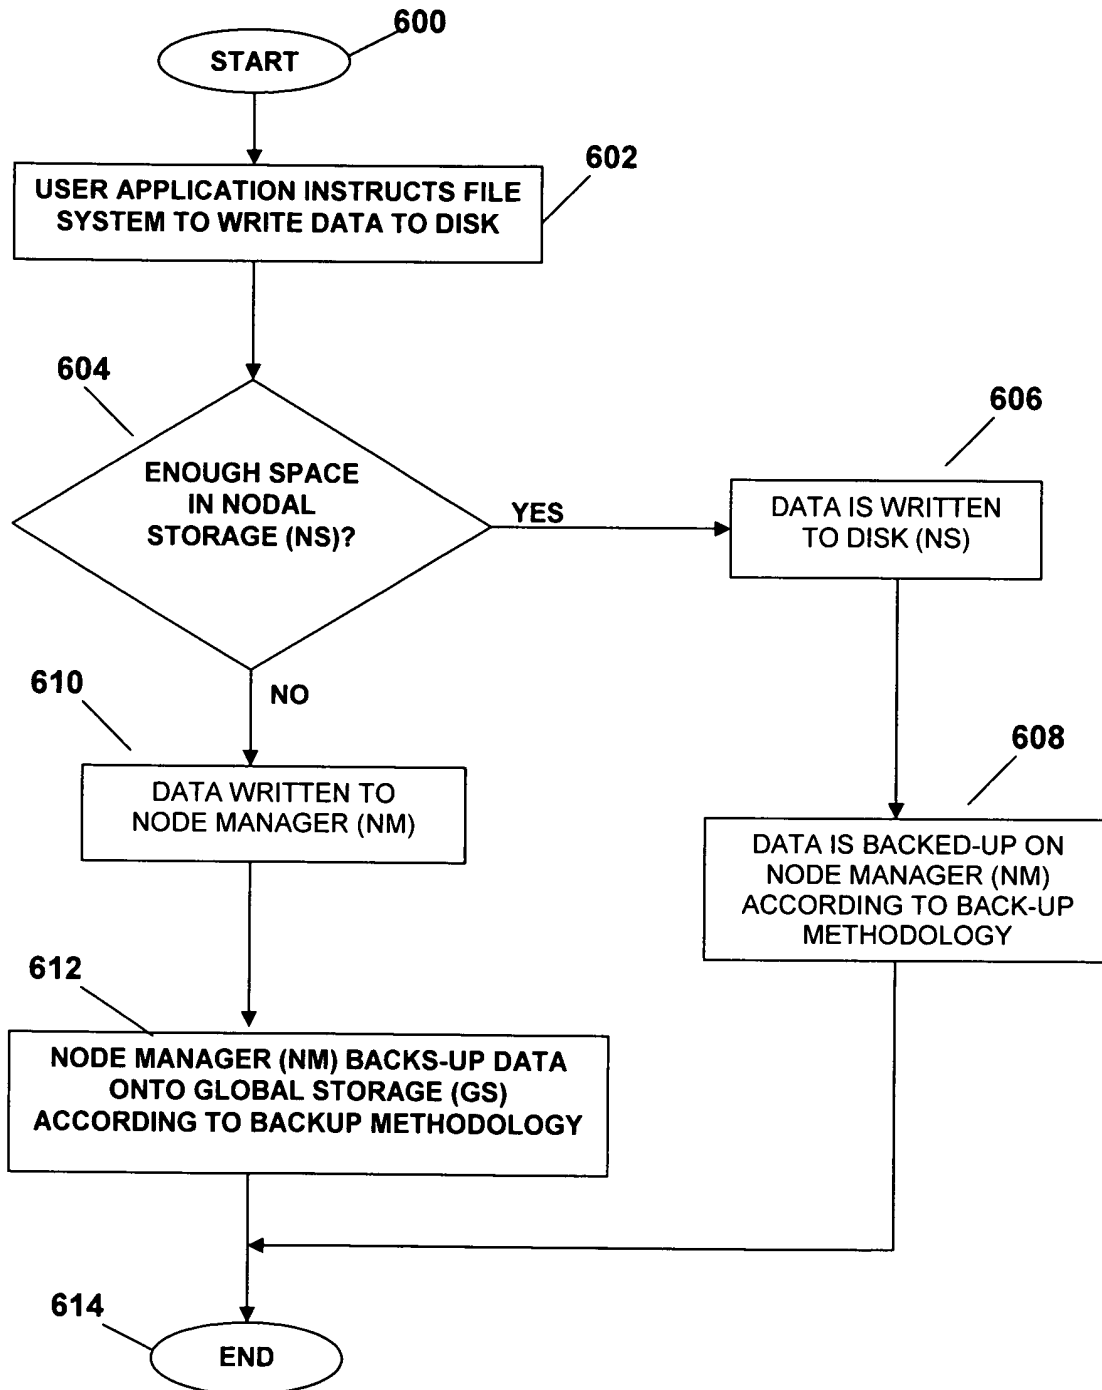 600
START
602
USER APPLICATION INSTRUCTS FILE
SYSTEM TO WRITE DATA TO DISK
604
ENOUGH SPACE
IN NODAL
STORAGE (NS)?
YES
606
DATA IS WRITTEN
TO DISK (NS)
610
NO
608
DATA WRITTEN TO
NODE MANAGER (NM)
DATA IS BACKED-UP ON
NODE MANAGER (NM)
ACCORDING TO BACK-UP
METHODOLOGY
612
NODE MANAGER (NM) BACKS-UP DATA
ONTO GLOBAL STORAGE (GS)
ACCORDING TO BACKUP METHODOLOGY
614
END